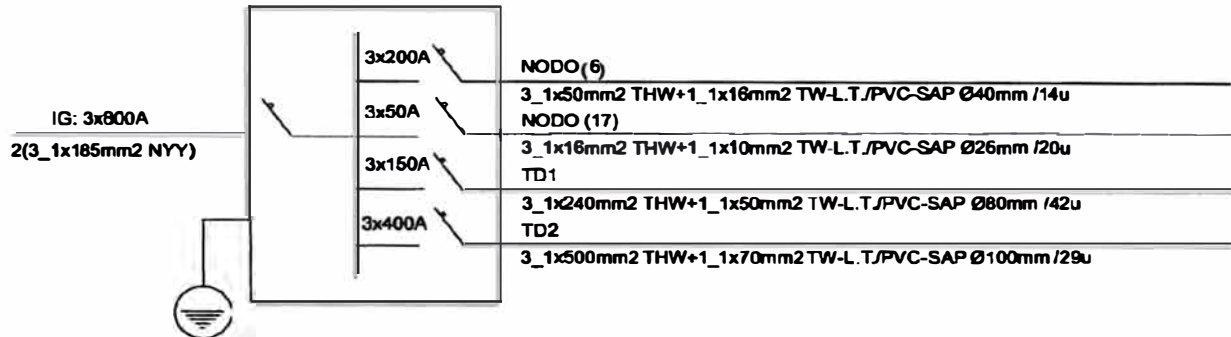 IG: 3x800A
2(3_1x185mm2 NYY)
3x200A
NODO (6)
3_1x50mm2 THW+1_1x16mm2 TW-L.T./PVC-SAP Ø40mm /14u
3x50A
NODO (17)
3_1x16mm2 THW+1_1x10mm2 TW-L.T./PVC-SAP Ø26mm /20u
3x150A
TD1
3_1x240mm2 THW+1_1x50mm2 TW-L.T./PVC-SAP Ø80mm /42u
3x400A
TD2
3_1x500mm2 THW+1_1x70mm2 TW-L.T./PVC-SAP Ø100mm /29u